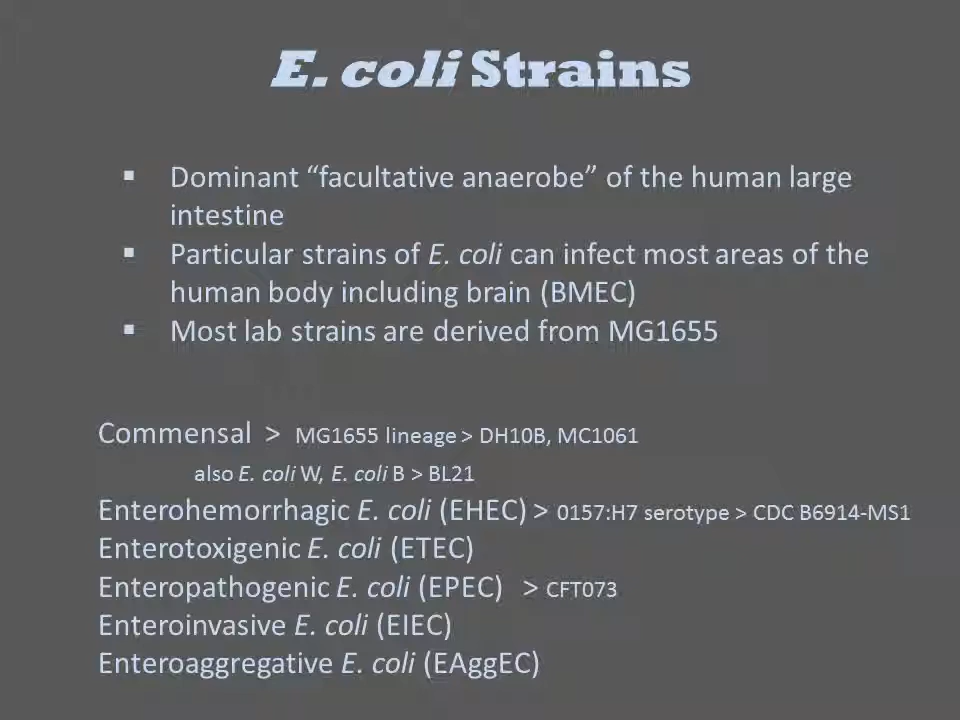 E. coli Strains
▪ Dominant “facultative anaerobe” of the human large
intestine
▪ Particular strains of E. coli can infect most areas of the
human body including brain (BMEC)
▪ Most lab strains are derived from MG1655
Commensal > MG1655 lineage > DH10B, MC1061
also E. coli W, E. coli B > BL21
Enterohemorrhagic E. coli (EHEC) > 0157:H7 serotype > CDC B6914-MS1
Enterotoxigenic E. coli (ETEC)
Enteropathogenic E. coli (EPEC) > CFT073
Enteroinvasive E. coli (EIEC)
Enteroaggregative E. coli (EAggEC)